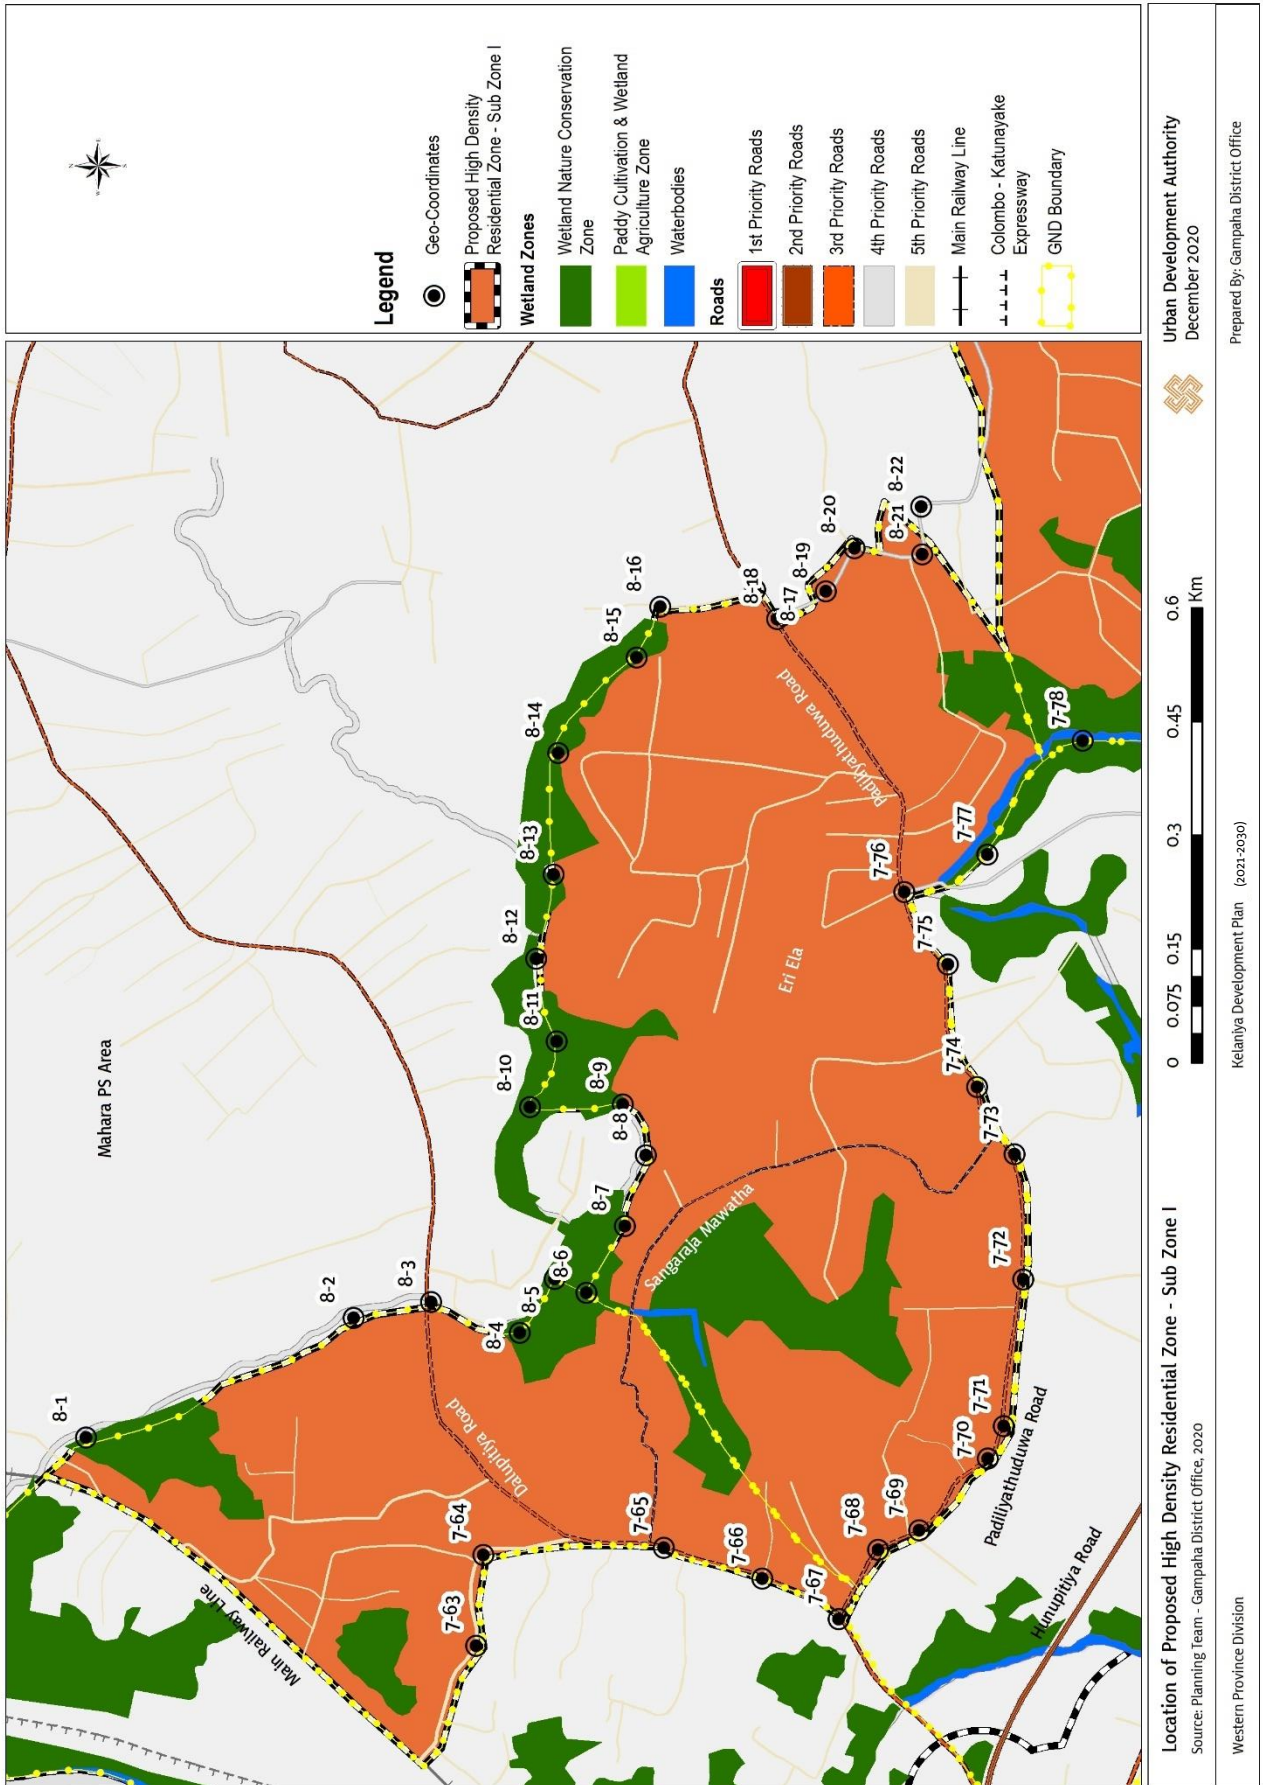 Mahara PS Area
8-1
8-2
8-3
8-4
8-5
8-6
8-7
8-8
8-9
8-10
8-11
8-12
8-13
8-14
8-15
8-16
8-17
8-18
8-19
8-20
8-21
8-22
7-63
7-64
7-65
7-66
7-67
7-68
7-69
7-70
7-71
7-72
7-73
7-74
7-75
7-76
7-77
7-78
Main Railway Line
Dalupitiya Road
Sangaraja Mawatha
Eri Ela
Padiliyathuduwa Road
Padiliyathuduwa Road
Hunupitiya Road
N
E
S
W
Legend
Geo-Coordinates
Proposed High Density
Residential Zone - Sub Zone I
Wetland Zones
Wetland Nature Conservation
Zone
Paddy Cultivation & Wetland
Agriculture Zone
Waterbodies
Roads
1st Priority Roads
2nd Priority Roads
3rd Priority Roads
4th Priority Roads
5th Priority Roads
Main Railway Line
Colombo - Katunayake
Expressway
GND Boundary
Location of Proposed High Density Residential Zone - Sub Zone I
Source: Planning Team - Gampaha District Office, 2020
0 0.075 0.15 0.3 0.45 0.6
Km
Urban Development Authority
December 2020
Western Province Division
Kelaniya Development Plan (2021-2030)
Prepared By: Gampaha District Office